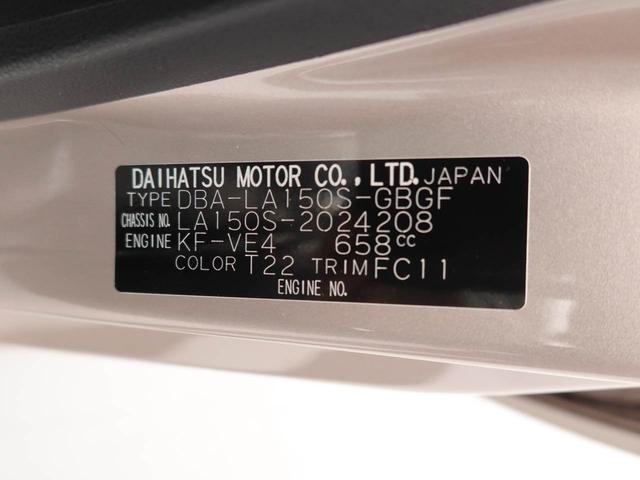 DAIHATSU MOTOR CO., LTD. JAPAN
TYPE DBA-LA150S-GBGF
CHASSIS NO. LA150S-2024208
ENGINE KF-VE4 658cc
COLOR T22 TRIM FC11
ENGINE NO.